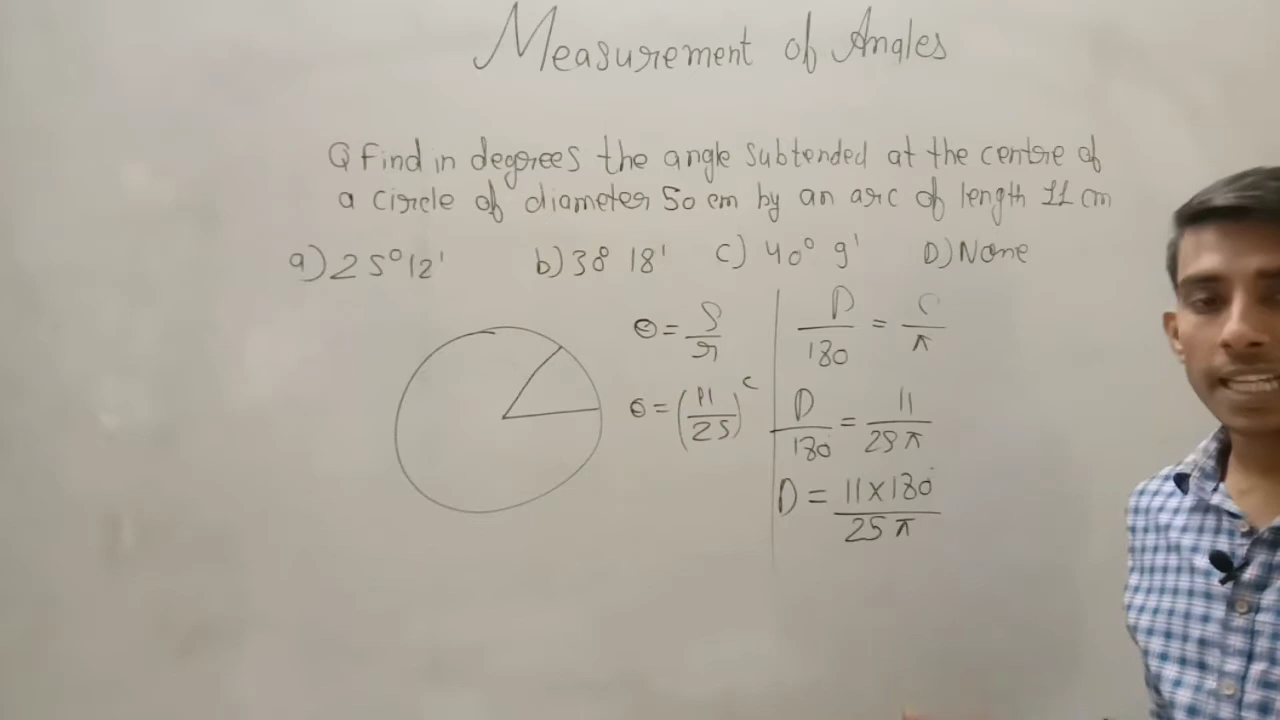 Measurement of Angles
Q Find in degrees the angle subtended at the centre of
a circle of diameter 50 cm by an arc of length 11 cm
a) 25° 12' b) 38° 18' c) 40° 9' D) None
θ = S/r
D/180 = C/π
θ = (11/25)^c
D/180 = 11/25π
D = 11×180/25π